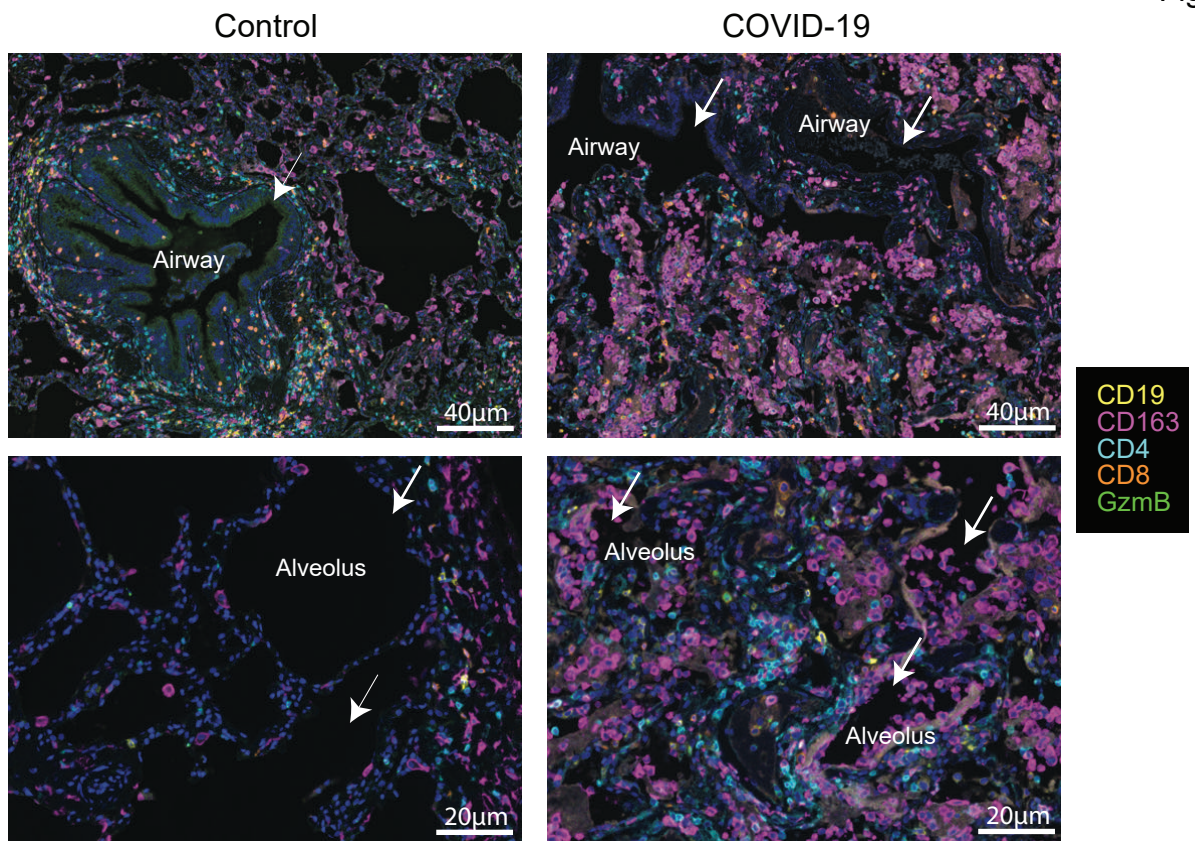 Control
COVID-19
Airway
40µm
Airway
Airway
40µm
Alveolus
20µm
Alveolus
Alveolus
20µm
CD19
CD163
CD4
CD8
GzmB